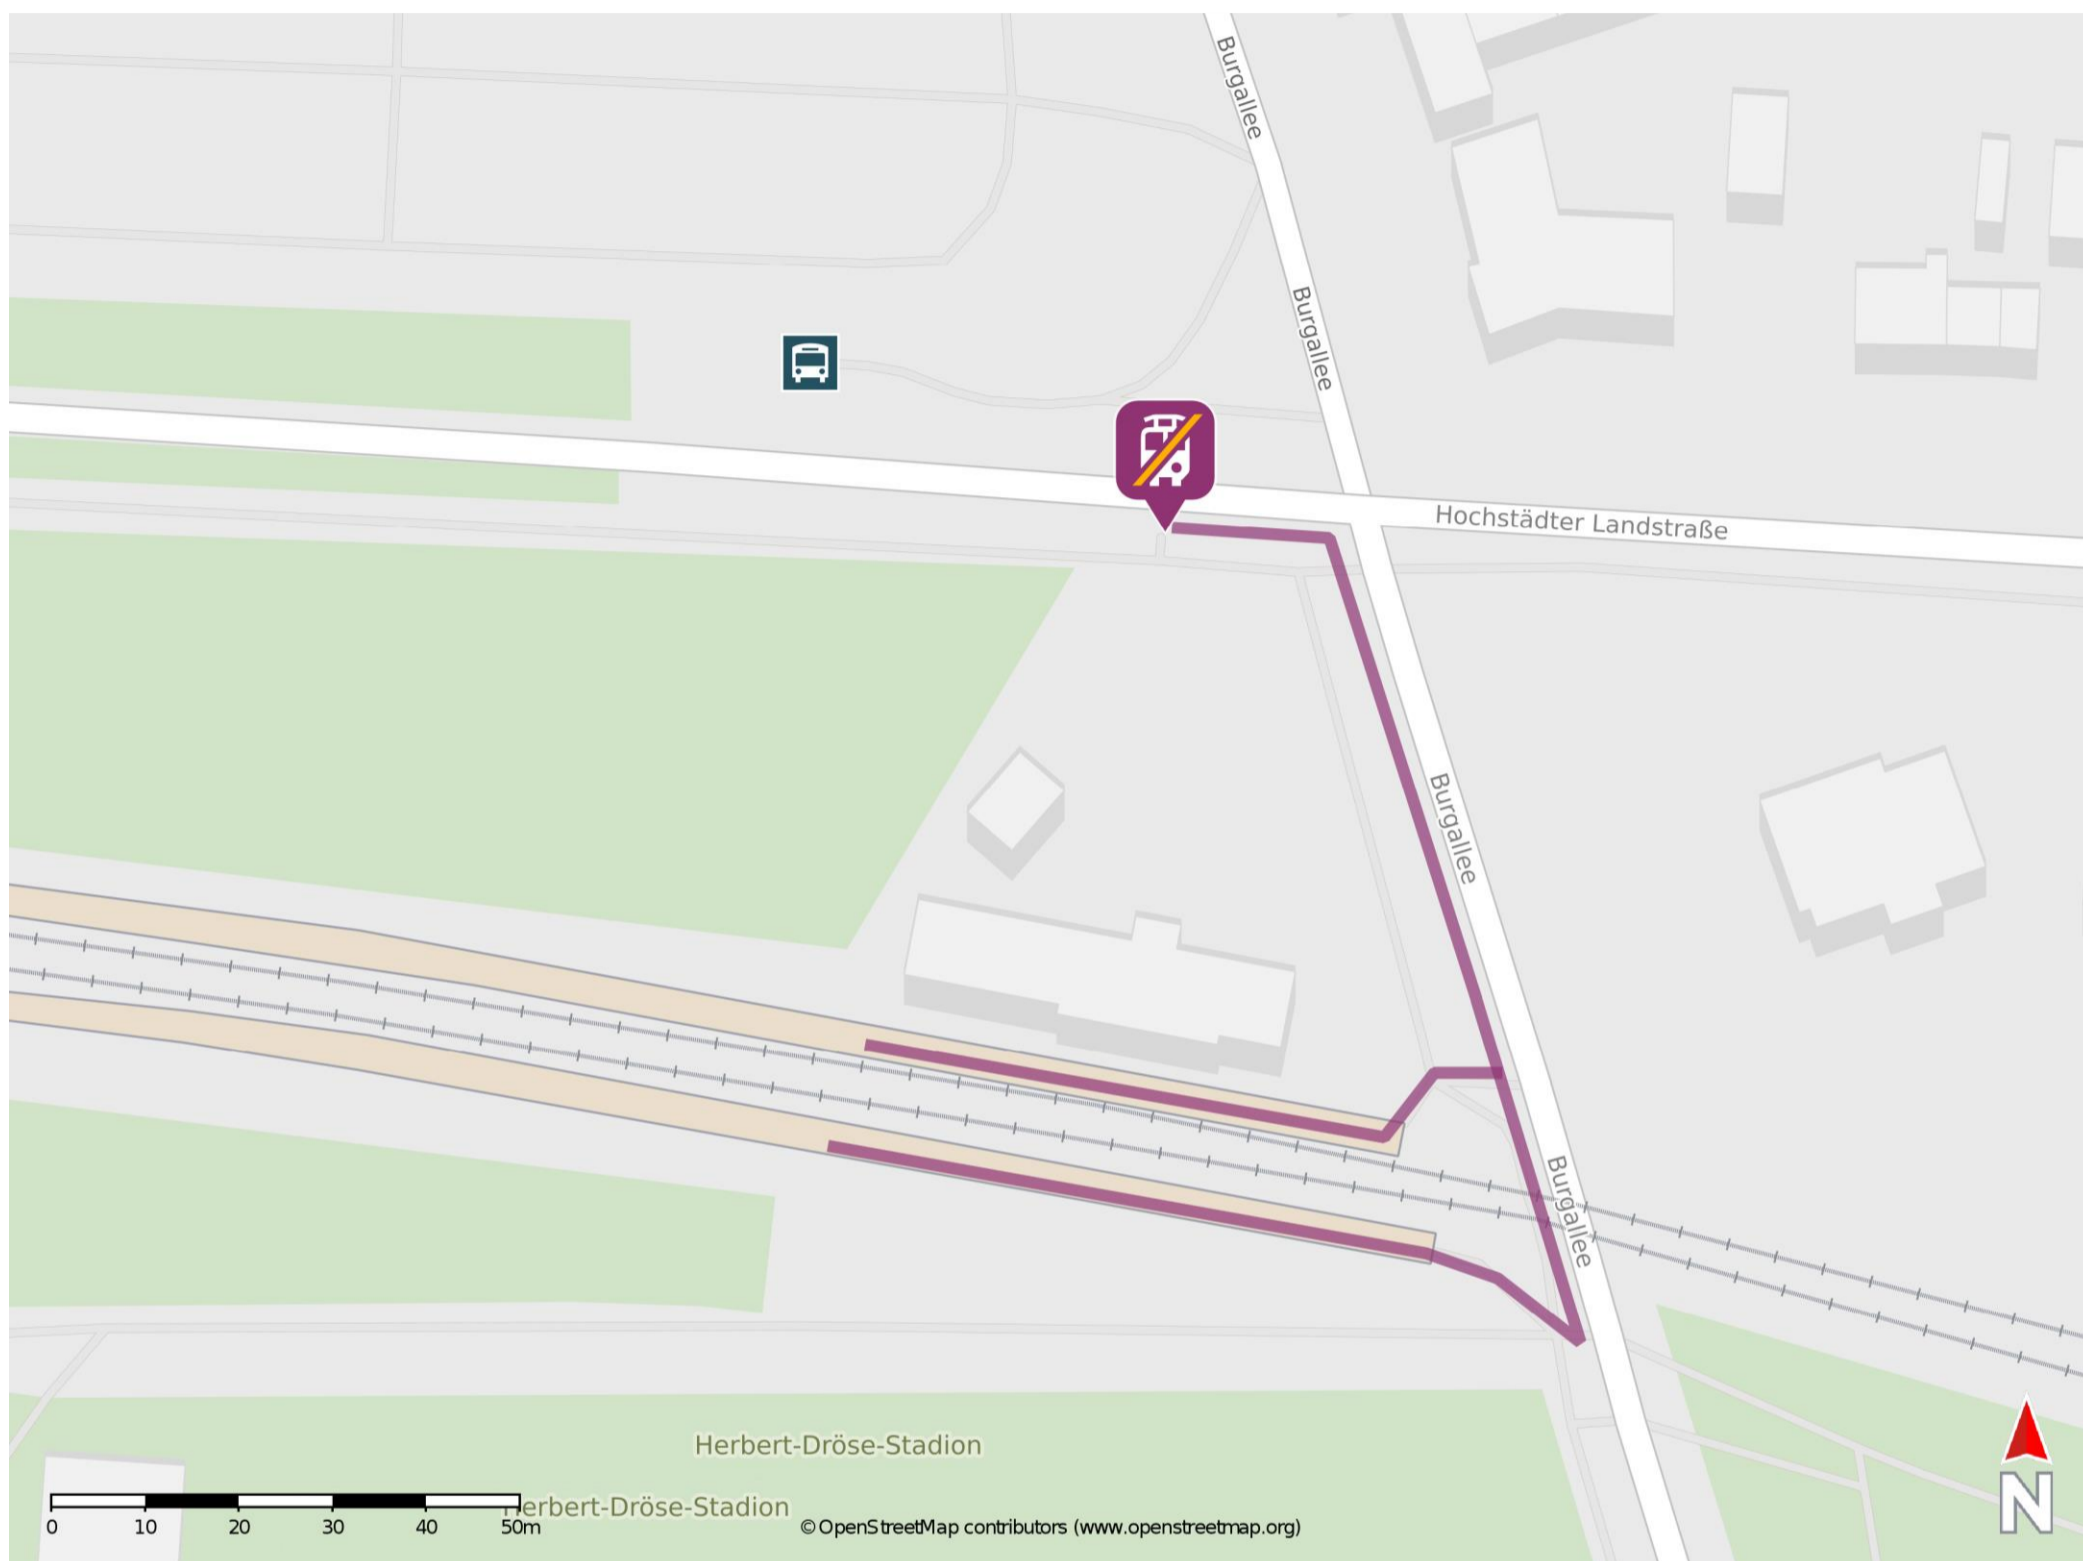 Burgallee
Burgallee
Hochstädter Landstraße
Burgallee
Burgallee
Herbert-Dröse-Stadion
Herbert-Dröse-Stadion
0 10 20 30 40 50m
© OpenStreetMap contributors (www.openstreetmap.org)
N